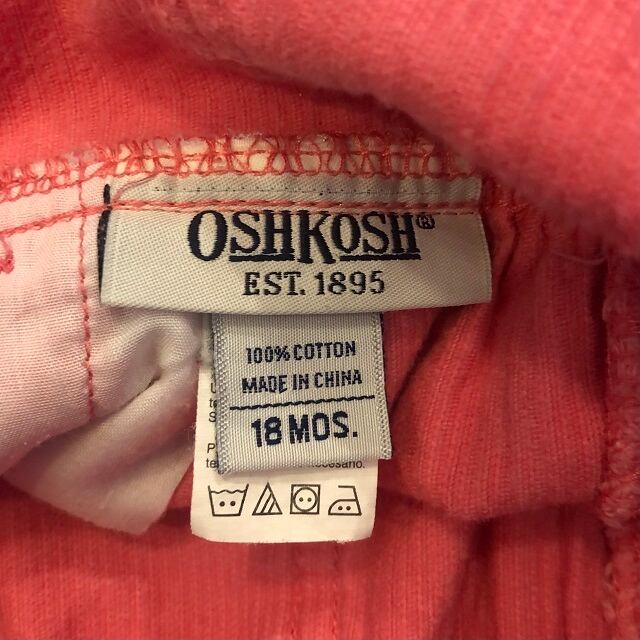 OSHKOSH®
EST. 1895
100% COTTON
MADE IN CHINA
18 MOS.